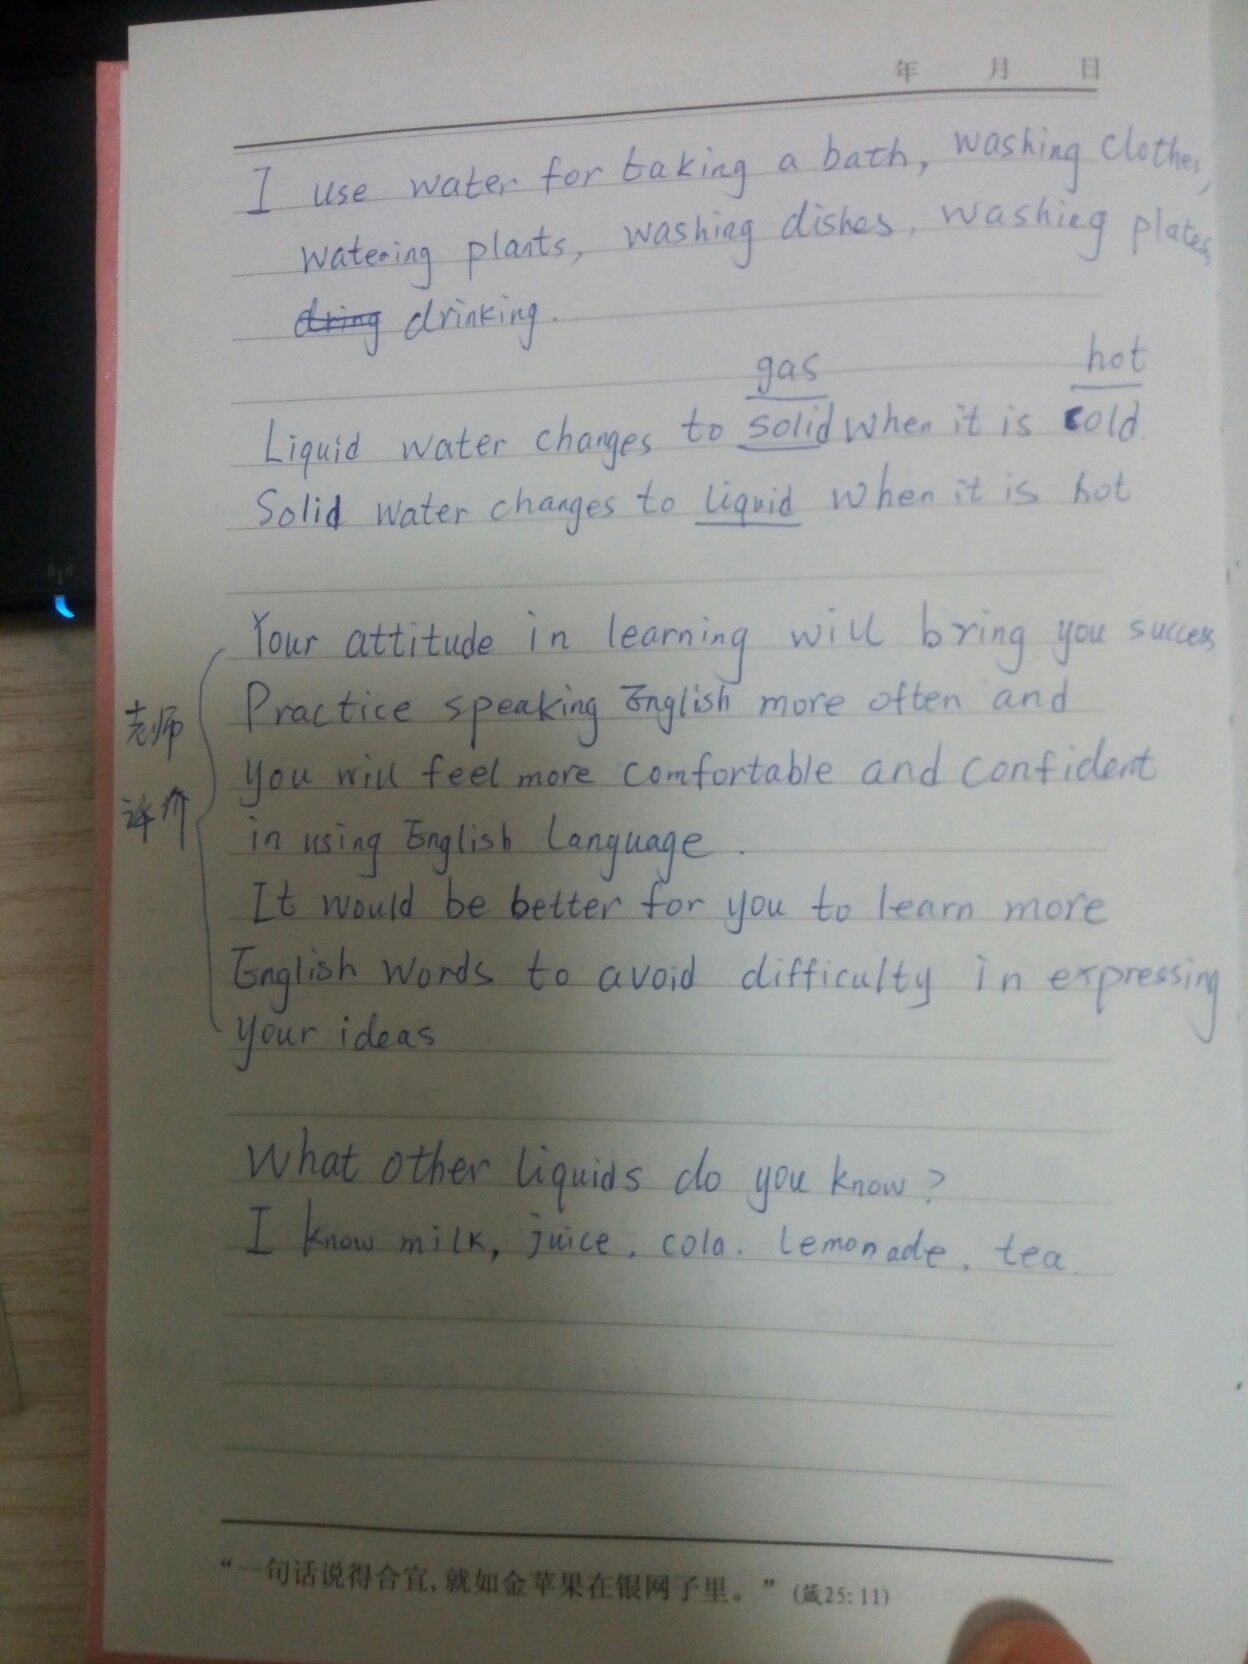 年 月 日
I use water for taking a bath, washing clothes,
watering plants, washing dishes, washing plates,
dring drinking.
gas hot
Liquid water changes to solid when it is cold.
Solid water changes to liquid when it is hot
Your attitude in learning will bring you success.
Practice speaking English more often and
老师
you will feel more comfortable and confident
评价
in using English Language.
It would be better for you to learn more
English words to avoid difficulty in expressing
your ideas
What other liquids do you know?
I know milk, juice, cola. lemonade, tea.
“一句话说得合宜,就如金苹果在银网子里。” (箴25:11)